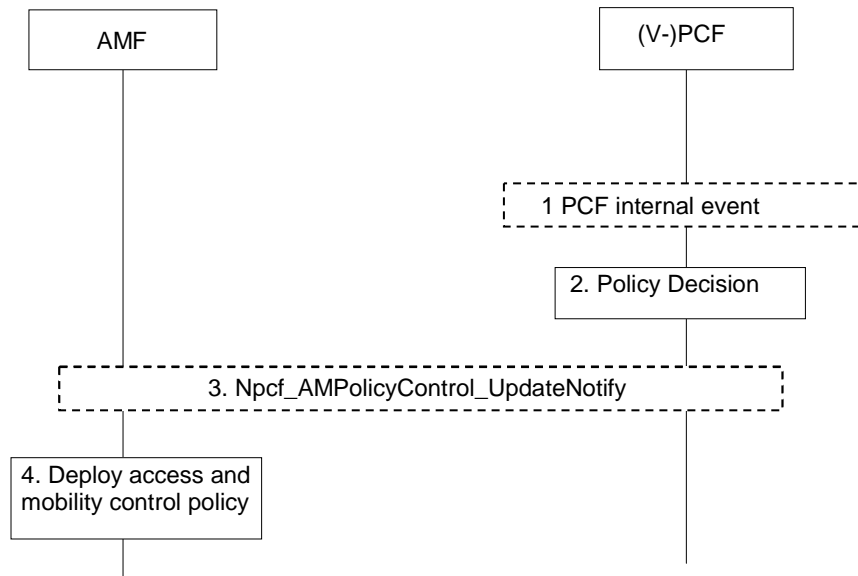 AMF
(V-)PCF
1 PCF internal event
2. Policy Decision
3. Npcf_AMPolicyControl_UpdateNotify
4. Deploy access and
mobility control policy